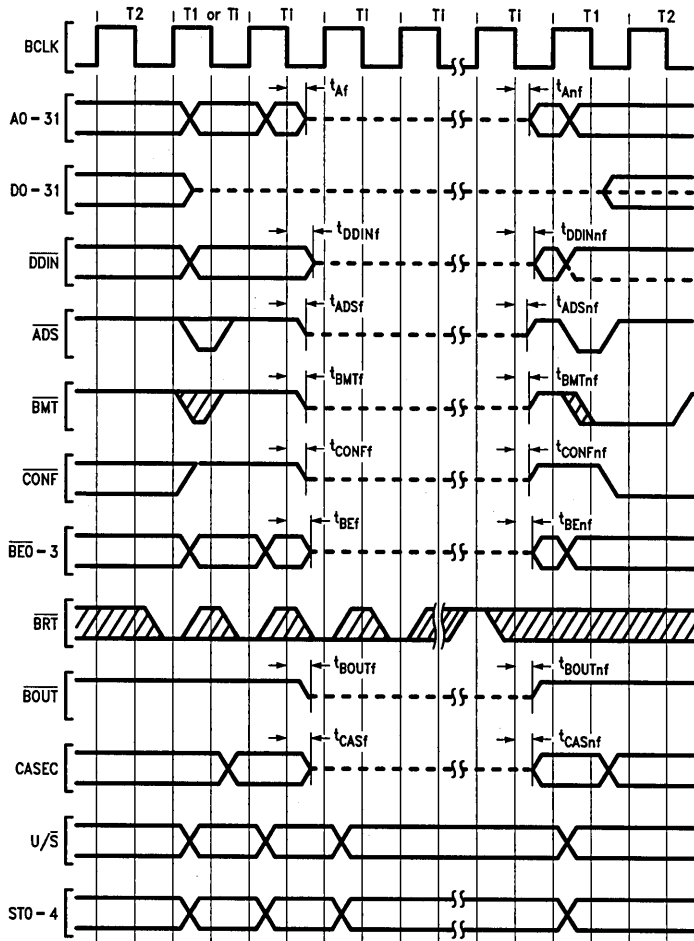 T2 T1 or Ti Ti Ti Ti Ti T1 T2
BCLK
tAf tAnf
A0-31
D0-31
tDDINf tDDINnf
DDIN
tADSf tADSnf
ADS
tBMTf tBMTnf
BMT
tCONFf tCONFnf
CONF
tBEf tBEnf
BE0-3
BRT
tBOUTf tBOUTnf
BOUT
tCASf tCASnf
CASEC
U/S
ST0-4